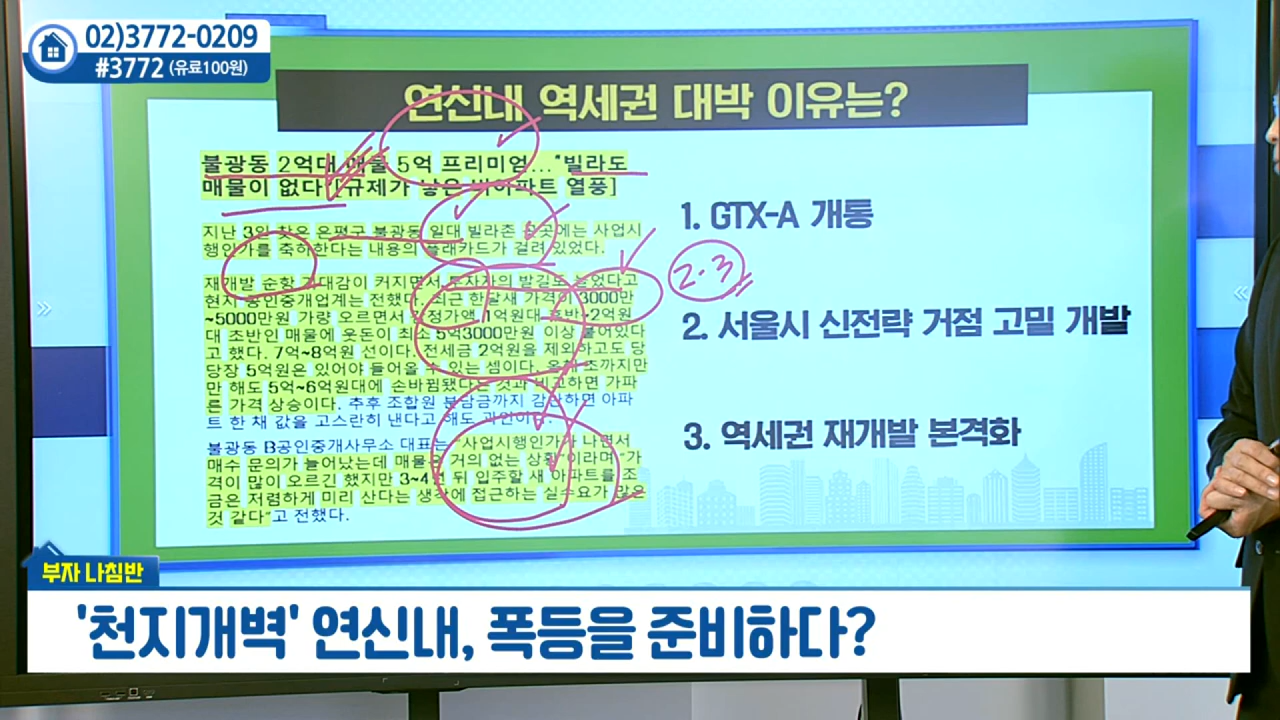 02)3772-0209
#3772 (유료100원)
연신내 역세권 대박 이유는?
불광동 2억대 매물 5억 프리미엄…"빌라도
매물이 없다" [규제가 낳은 비아파트 열풍]
지난 3일 찾은 은평구 불광동 일대 빌라존 곳곳에는 사업시
행인가를 축하한다는 내용의 플래카드가 걸려 있었다.
재개발 순항 기대감이 커지면서 투자자의 발길도 늘었다고
현지 공인중개업계는 전했다. 최근 한달새 가격이 3000만
~5000만원 가량 오르면서 감정가액 1억원대 후반~2억원
대 초반인 매물에 웃돈이 최소 5억3000만원 이상 붙어있다
고 했다. 7억~8억원 선이다. 전세금 2억원을 제외하고도 당
당장 5억원은 있어야 들어올 수 있는 셈이다. 올해 초까지만
만 해도 5억~6억원대에 손바뀜됐다는 것과 비교하면 가파
른 가격 상승이다. 추후 조합원 분담금까지 감안하면 아파
트 한 채 값을 고스란히 낸다고 해도 과언이다.
불광동 B공인중개사무소 대표는 "사업시행인가가 나면서
매수 문의가 늘어났는데 매물은 거의 없는 상황"이라며 "가
격이 많이 오르긴 했지만 3~4년 뒤 입주할 새 아파트를 조
금은 저렴하게 미리 산다는 생각에 접근하는 실수요가 많은
것 같다"고 전했다.
1. GTX-A 개통
2·3
2. 서울시 신전략 거점 고밀 개발
3. 역세권 재개발 본격화
부자 나침반
'천지개벽' 연신내, 폭등을 준비하다?